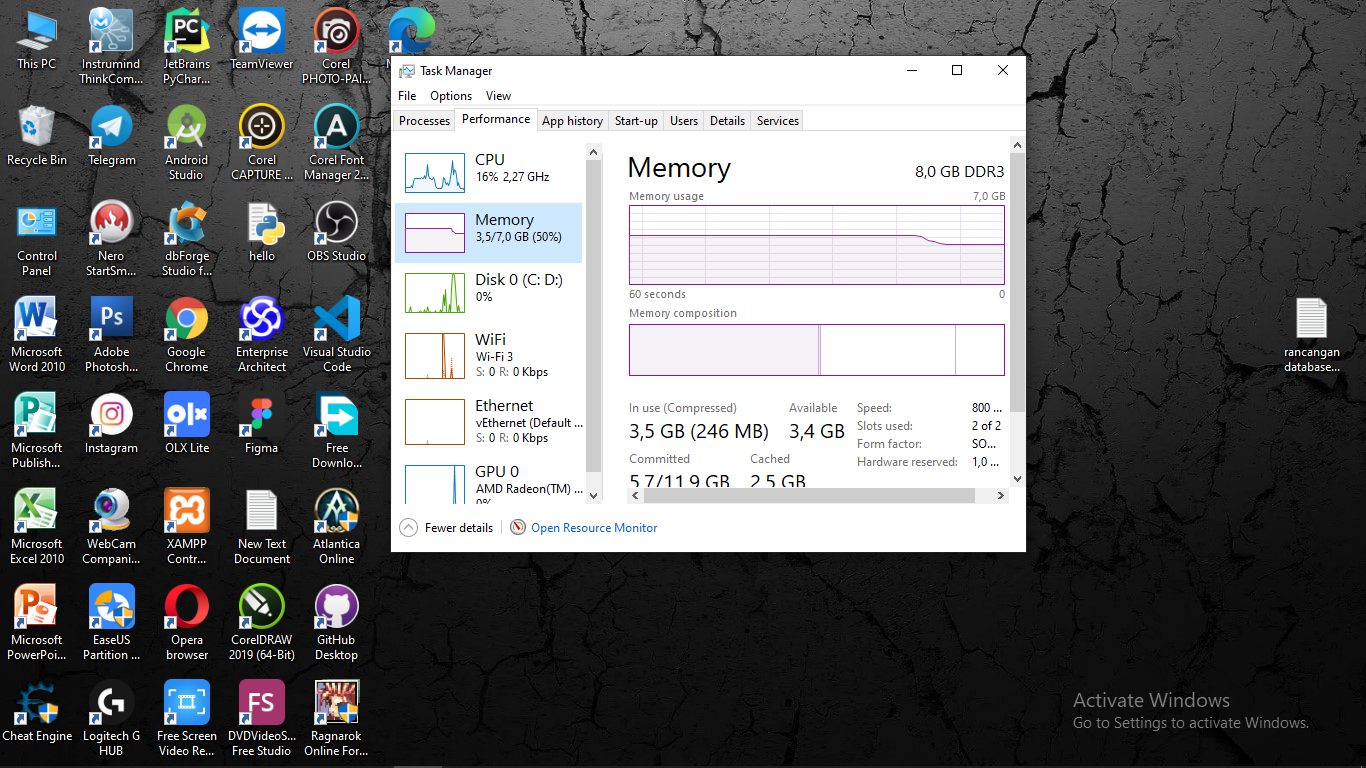 This PC
Instrumind
ThinkCom...
JetBrains
PyChar...
TeamViewer
Corel
PHOTO-PAI...
Recycle Bin
Telegram
Android
Studio
Corel
CAPTURE ...
Corel Font
Manager 2...
Control
Panel
Nero
StartSm...
dbForge
Studio f...
hello
OBS Studio
Microsoft
Word 2010
Adobe
Photosh...
Google
Chrome
Enterprise
Architect
Visual Studio
Code
Microsoft
Publish...
Instagram
OLX Lite
Figma
Free
Downlo...
Microsoft
Excel 2010
WebCam
Compani...
XAMPP
Contr...
New Text
Document
Atlantica
Online
Microsoft
PowerPoi...
EaseUS
Partition ...
Opera
browser
CorelDRAW
2019 (64-Bit)
GitHub
Desktop
Cheat Engine
Logitech G
HUB
Free Screen
Video Re...
DVDVideoS...
Free Studio
Ragnarok
Online For...
Task Manager
File Options View
Processes Performance App history Start-up Users Details Services
CPU
16% 2,27 GHz
Memory
3,5/7,0 GB (50%)
Disk 0 (C: D:)
0%
WiFi
Wi-Fi 3
S: 0 R: 0 Kbps
Ethernet
vEthernet (Default ...
S: 0 R: 0 Kbps
GPU 0
AMD Radeon(TM) ...
0%
Memory 8,0 GB DDR3
Memory usage 7,0 GB
60 seconds 0
Memory composition
In use (Compressed) Available
3,5 GB (246 MB) 3,4 GB
Committed Cached
5,7/11,9 GB 2,5 GB
Speed: 800 ...
Slots used: 2 of 2
Form factor: SO...
Hardware reserved: 1,0 ...
Fewer details Open Resource Monitor
rancangan
database...
Activate Windows
Go to Settings to activate Windows.